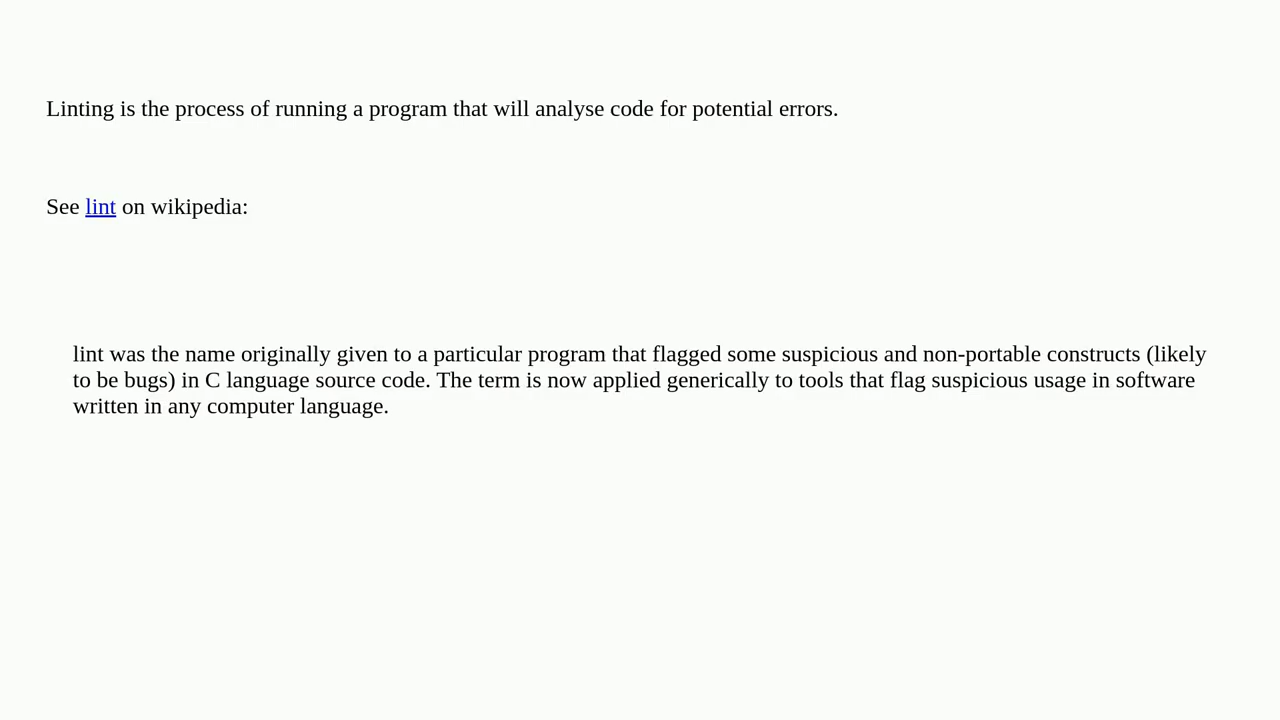 Linting is the process of running a program that will analyse code for potential errors.
See lint on wikipedia:
lint was the name originally given to a particular program that flagged some suspicious and non-portable constructs (likely
to be bugs) in C language source code. The term is now applied generically to tools that flag suspicious usage in software
written in any computer language.